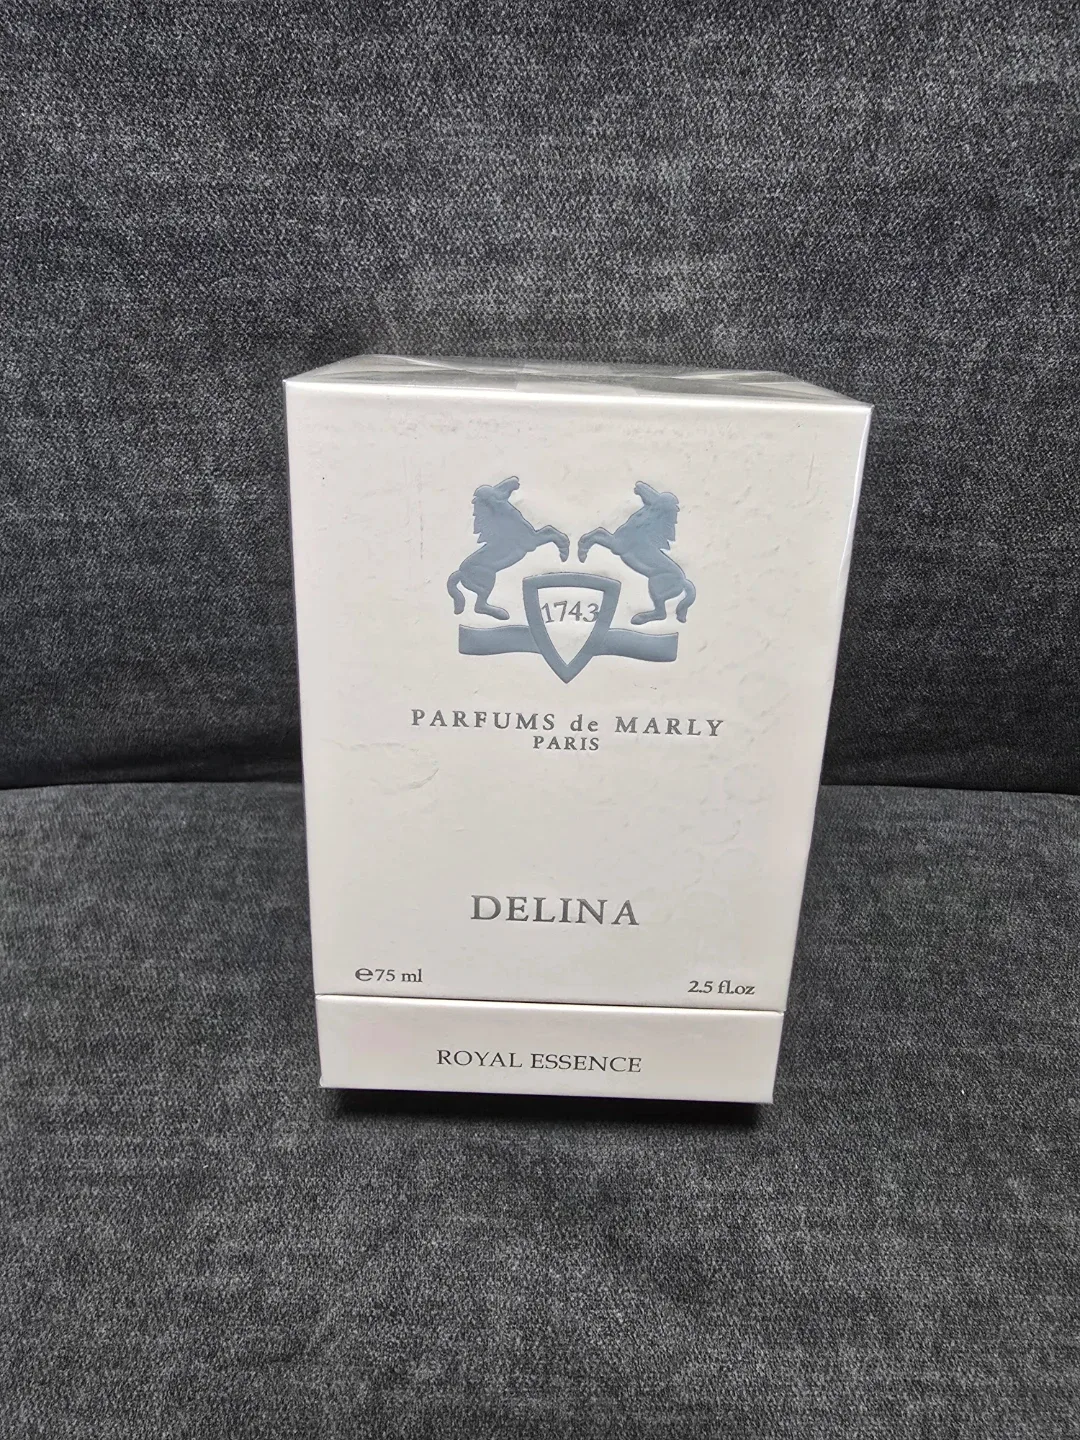 1743
PARFUMS de MARLY
PARIS
DELINA
℮75 ml
2.5 fl.oz
ROYAL ESSENCE